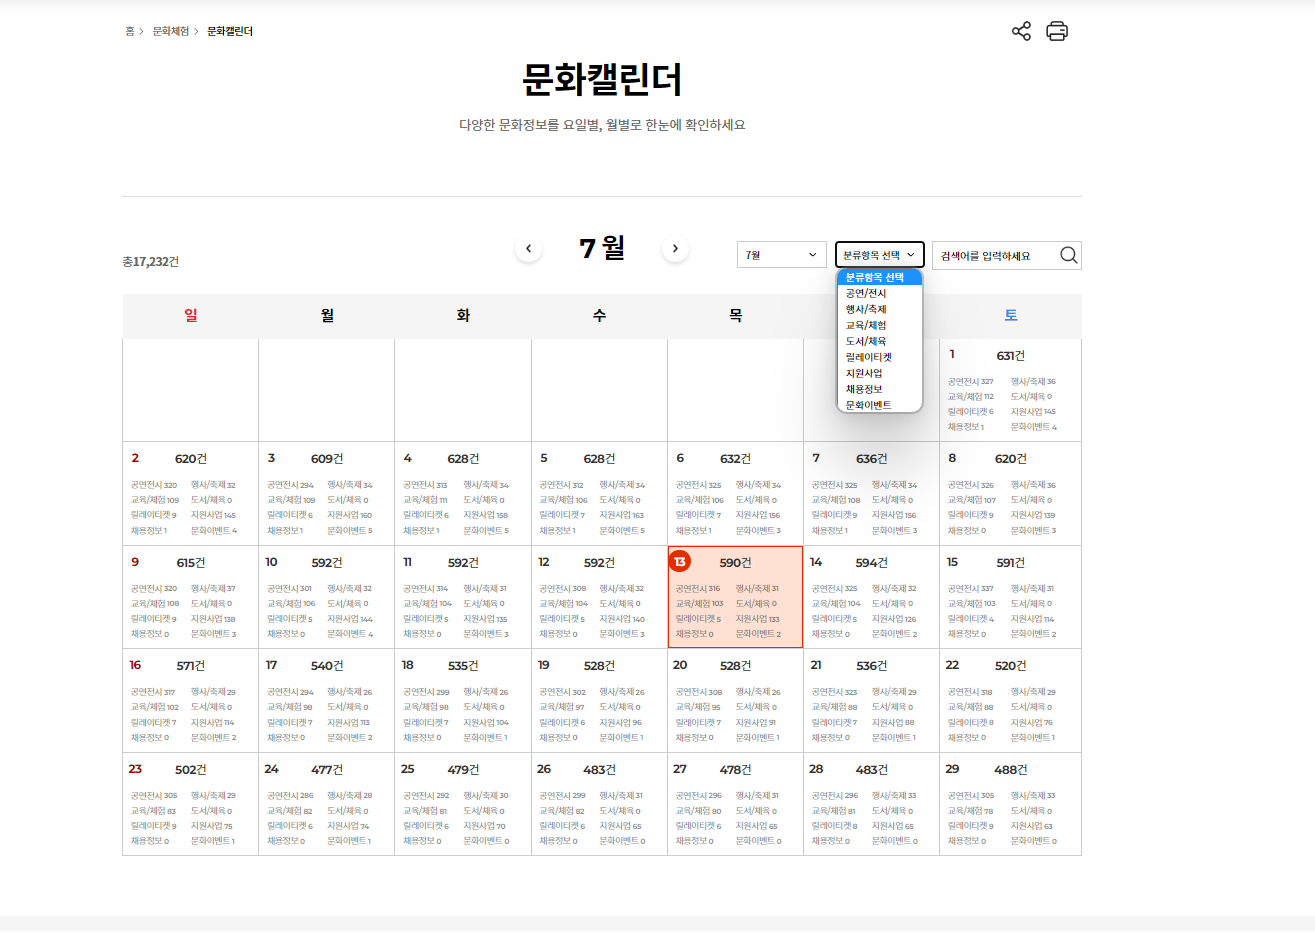 홈 > 문화체험 > 문화캘린더
문화캘린더
다양한 문화정보를 요일별, 월별로 한눈에 확인하세요
총17,232건
7 월
7월
분류항목 선택
검색어를 입력하세요
분류항목 선택
공연/전시
행사/축제
교육/체험
도서/체육
릴레이티켓
지원사업
채용정보
문화이벤트
일 월 화 수 목 토
1 631건
공연전시 327 행사/축제 36
교육/체험 112 도서/체육 0
릴레이티켓 6 지원사업 145
채용정보 1 문화이벤트 4
2 620건
공연전시 320 행사/축제 32
교육/체험 109 도서/체육 0
릴레이티켓 9 지원사업 145
채용정보 1 문화이벤트 4
3 609건
공연전시 294 행사/축제 34
교육/체험 109 도서/체육 0
릴레이티켓 6 지원사업 160
채용정보 1 문화이벤트 5
4 628건
공연전시 313 행사/축제 34
교육/체험 111 도서/체육 0
릴레이티켓 6 지원사업 158
채용정보 1 문화이벤트 5
5 628건
공연전시 312 행사/축제 34
교육/체험 106 도서/체육 0
릴레이티켓 7 지원사업 163
채용정보 1 문화이벤트 5
6 632건
공연전시 325 행사/축제 34
교육/체험 106 도서/체육 0
릴레이티켓 7 지원사업 156
채용정보 1 문화이벤트 3
7 636건
공연전시 325 행사/축제 34
교육/체험 108 도서/체육 0
릴레이티켓 9 지원사업 156
채용정보 1 문화이벤트 3
8 620건
공연전시 326 행사/축제 36
교육/체험 107 도서/체육 0
릴레이티켓 9 지원사업 139
채용정보 0 문화이벤트 3
9 615건
공연전시 320 행사/축제 37
교육/체험 108 도서/체육 0
릴레이티켓 9 지원사업 138
채용정보 0 문화이벤트 3
10 592건
공연전시 301 행사/축제 32
교육/체험 106 도서/체육 0
릴레이티켓 5 지원사업 144
채용정보 0 문화이벤트 4
11 592건
공연전시 314 행사/축제 31
교육/체험 104 도서/체육 0
릴레이티켓 5 지원사업 135
채용정보 0 문화이벤트 3
12 592건
공연전시 308 행사/축제 32
교육/체험 104 도서/체육 0
릴레이티켓 5 지원사업 140
채용정보 0 문화이벤트 3
13 590건
공연전시 316 행사/축제 31
교육/체험 103 도서/체육 0
릴레이티켓 5 지원사업 133
채용정보 0 문화이벤트 2
14 594건
공연전시 325 행사/축제 32
교육/체험 104 도서/체육 0
릴레이티켓 5 지원사업 126
채용정보 0 문화이벤트 2
15 591건
공연전시 337 행사/축제 31
교육/체험 103 도서/체육 0
릴레이티켓 4 지원사업 114
채용정보 0 문화이벤트 2
16 571건
공연전시 317 행사/축제 29
교육/체험 102 도서/체육 0
릴레이티켓 7 지원사업 114
채용정보 0 문화이벤트 2
17 540건
공연전시 294 행사/축제 26
교육/체험 98 도서/체육 0
릴레이티켓 7 지원사업 113
채용정보 0 문화이벤트 2
18 535건
공연전시 299 행사/축제 26
교육/체험 98 도서/체육 0
릴레이티켓 7 지원사업 104
채용정보 0 문화이벤트 1
19 528건
공연전시 302 행사/축제 26
교육/체험 97 도서/체육 0
릴레이티켓 6 지원사업 96
채용정보 0 문화이벤트 1
20 528건
공연전시 308 행사/축제 26
교육/체험 95 도서/체육 0
릴레이티켓 7 지원사업 91
채용정보 0 문화이벤트 1
21 536건
공연전시 323 행사/축제 29
교육/체험 88 도서/체육 0
릴레이티켓 7 지원사업 88
채용정보 0 문화이벤트 1
22 520건
공연전시 318 행사/축제 29
교육/체험 88 도서/체육 0
릴레이티켓 8 지원사업 76
채용정보 0 문화이벤트 1
23 502건
공연전시 305 행사/축제 29
교육/체험 83 도서/체육 0
릴레이티켓 9 지원사업 75
채용정보 0 문화이벤트 1
24 477건
공연전시 286 행사/축제 28
교육/체험 82 도서/체육 0
릴레이티켓 6 지원사업 74
채용정보 0 문화이벤트 1
25 479건
공연전시 292 행사/축제 30
교육/체험 81 도서/체육 0
릴레이티켓 6 지원사업 70
채용정보 0 문화이벤트 0
26 483건
공연전시 299 행사/축제 31
교육/체험 82 도서/체육 0
릴레이티켓 6 지원사업 65
채용정보 0 문화이벤트 0
27 478건
공연전시 296 행사/축제 31
교육/체험 80 도서/체육 0
릴레이티켓 6 지원사업 65
채용정보 0 문화이벤트 0
28 483건
공연전시 296 행사/축제 33
교육/체험 81 도서/체육 0
릴레이티켓 8 지원사업 65
채용정보 0 문화이벤트 0
29 488건
공연전시 305 행사/축제 33
교육/체험 78 도서/체육 0
릴레이티켓 9 지원사업 63
채용정보 0 문화이벤트 0